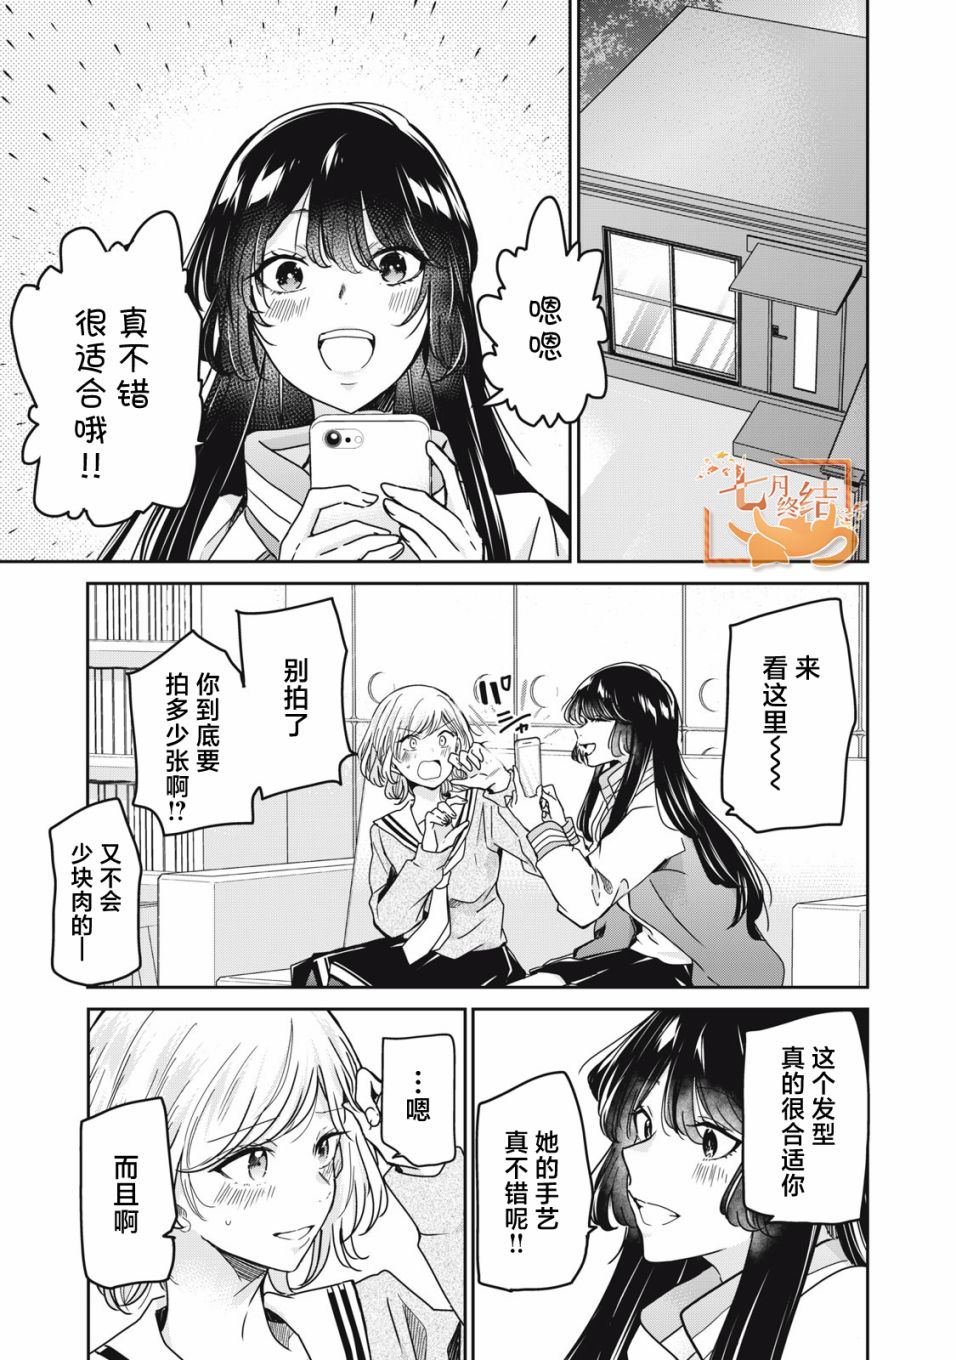 嗯嗯
真不错
很适合哦!!
七月
终结
来
看这里~~~
别拍了
你到底要
拍多少张啊!?
又不会
少块肉的—
这个发型
真的很合适你
她的手艺
真不错呢!!
…嗯
而且啊